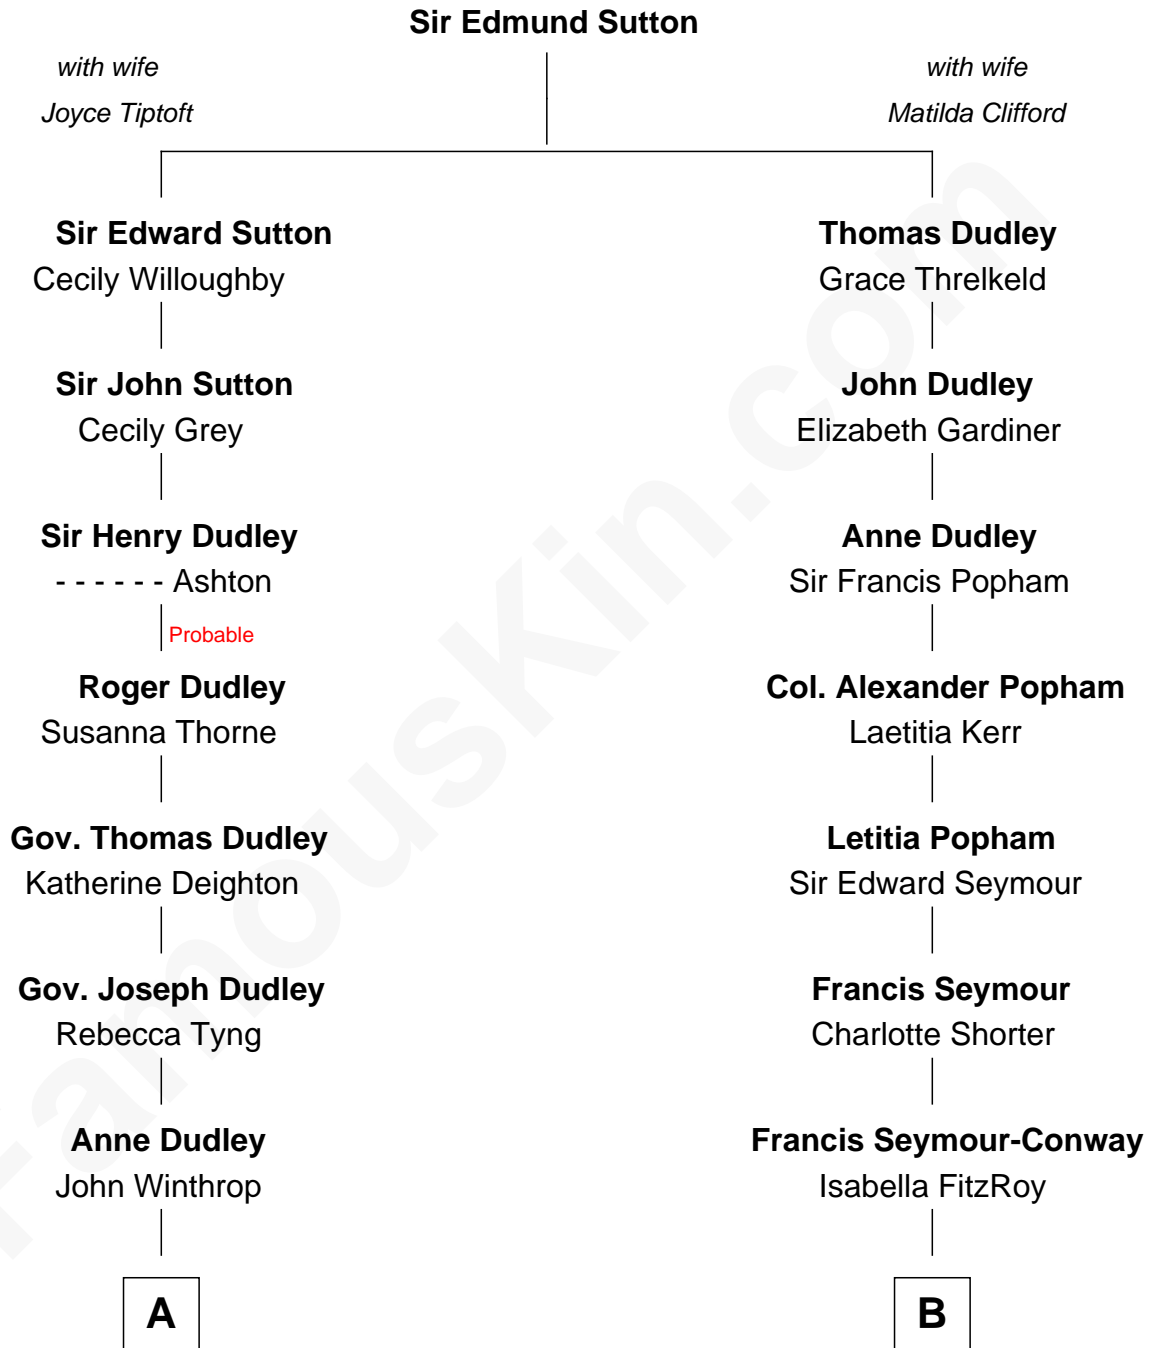 Sir Edmund Sutton
with wife
Joyce Tiptoft
with wife
Matilda Clifford
Sir Edward Sutton
Cecily Willoughby
Thomas Dudley
Grace Threlkeld
Sir John Sutton
Cecily Grey
John Dudley
Elizabeth Gardiner
Sir Henry Dudley
- - - - - - Ashton
Anne Dudley
Sir Francis Popham
Probable
Roger Dudley
Susanna Thorne
Col. Alexander Popham
Laetitia Kerr
Gov. Thomas Dudley
Katherine Deighton
Letitia Popham
Sir Edward Seymour
Gov. Joseph Dudley
Rebecca Tyng
Francis Seymour
Charlotte Shorter
Anne Dudley
John Winthrop
Francis Seymour-Conway
Isabella FitzRoy
A
B
FamousKin.com